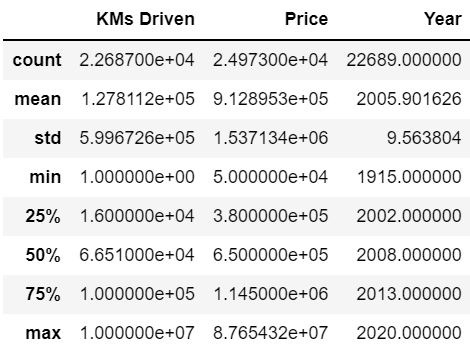 KMs Driven Price Year
count 2.268700e+04 2.497300e+04 22689.000000
mean 1.278112e+05 9.128953e+05 2005.901626
std 5.996726e+05 1.537134e+06 9.563804
min 1.000000e+00 5.000000e+04 1915.000000
25% 1.600000e+04 3.800000e+05 2002.000000
50% 6.651000e+04 6.500000e+05 2008.000000
75% 1.000000e+05 1.145000e+06 2013.000000
max 1.000000e+07 8.765432e+07 2020.000000